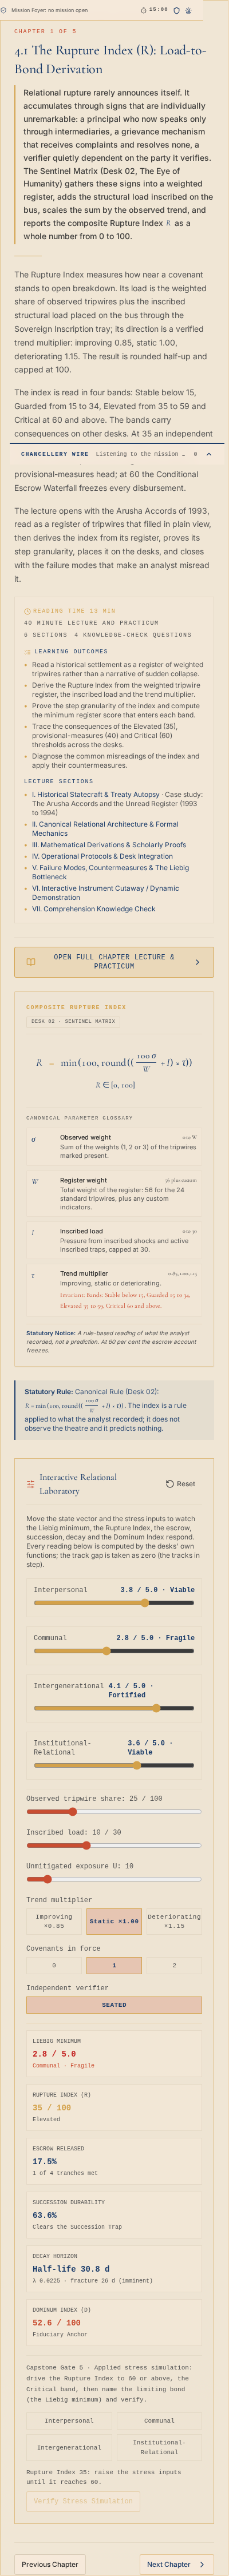 Mission Foyer: no mission open
15:00
CHAPTER 1 OF 5
4.1 The Rupture Index (R): Load-to-
Bond Derivation
Relational rupture rarely announces itself. It
accumulates through signs that are individually
unremarkable: a principal who now speaks only
through intermediaries, a grievance mechanism
that receives complaints and resolves none, a
verifier quietly dependent on the party it verifies.
The Sentinel Matrix (Desk 02, The Eye of
Humanity) gathers these signs into a weighted
register, adds the structural load inscribed on the
bus, scales the sum by the observed trend, and
reports the composite Rupture Index R as a
whole number from 0 to 100.
The Rupture Index measures how near a covenant
stands to open breakdown. Its load is the weighted
share of observed tripwires plus the inscribed
structural load placed on the bus through the
Sovereign Inscription tray; its direction is a verified
trend multiplier: improving 0.85, static 1.00,
deteriorating 1.15. The result is rounded half-up and
capped at 100.
The index is read in four bands: Stable below 15,
Guarded from 15 to 34, Elevated from 35 to 59 and
Critical at 60 and above. The bands carry
consequences on other desks. At 35 an independent
CHANCELLERY WIRE Listening to the mission … 0
provisional-measures head; at 60 the Conditional
Escrow Waterfall freezes every disbursement.
The lecture opens with the Arusha Accords of 1993,
read as a register of tripwires that filled in plain view,
then derives the index from its weighted register,
proves its granularity, places it on the desks, and closes
with the failure modes that make an analyst misread
it.
READING TIME 13 MIN
40 MINUTE LECTURE AND PRACTICUM
6 SECTIONS 4 KNOWLEDGE-CHECK QUESTIONS
LEARNING OUTCOMES
Read a historical settlement as a register of weighted
tripwires rather than a narrative of sudden collapse.
Derive the Rupture Index from the weighted tripwire
register, the inscribed load and the trend multiplier.
Prove the step granularity of the index and compute
the minimum register score that enters each band.
Trace the consequences of the Elevated (35),
provisional-measures (40) and Critical (60)
thresholds across the desks.
Diagnose the common misreadings of the index and
apply their countermeasures.
LECTURE SECTIONS
I. Historical Statecraft & Treaty Autopsy · Case study:
The Arusha Accords and the Unread Register (1993
to 1994)
II. Canonical Relational Architecture & Formal
Mechanics
III. Mathematical Derivations & Scholarly Proofs
IV. Operational Protocols & Desk Integration
V. Failure Modes, Countermeasures & The Liebig
Bottleneck
VI. Interactive Instrument Cutaway / Dynamic
Demonstration
VII. Comprehension Knowledge Check
OPEN FULL CHAPTER LECTURE &
PRACTICUM
COMPOSITE RUPTURE INDEX
DESK 02 · SENTINEL MATRIX
R = min(100, round((100 σ / W + l) × τ))
R ∈ [0, 100]
CANONICAL PARAMETER GLOSSARY
σ Observed weight 0 to W
Sum of the weights (1, 2 or 3) of the tripwires
marked present.
W Register weight 56 plus custom
Total weight of the register: 56 for the 24
standard tripwires, plus any custom
indicators.
l Inscribed load 0 to 30
Pressure from inscribed shocks and active
inscribed traps, capped at 30.
τ Trend multiplier 0.85, 1.00, 1.15
Improving, static or deteriorating.
Invariant: Bands: Stable below 15, Guarded 15 to 34,
Elevated 35 to 59, Critical 60 and above.
Statutory Notice: A rule-based reading of what the analyst
recorded, not a prediction. At 60 per cent the escrow account
freezes.
Statutory Rule: Canonical Rule (Desk 02):
R = min(100, round((100 σ / W + l) × τ)). The index is a rule
applied to what the analyst recorded; it does not
observe the theatre and it predicts nothing.
Interactive Relational
Laboratory
Reset
Move the state vector and the stress inputs to watch
the Liebig minimum, the Rupture Index, the escrow,
succession, decay and the Dominion Index respond.
Every reading below is computed by the desks' own
functions; the track gap is taken as zero (the tracks in
step).
Interpersonal 3.8 / 5.0 · Viable
Communal 2.8 / 5.0 · Fragile
Intergenerational 4.1 / 5.0 ·
Fortified
Institutional- 3.6 / 5.0 ·
Relational Viable
Observed tripwire share: 25 / 100
Inscribed load: 10 / 30
Unmitigated exposure U: 10
Trend multiplier
Improving Static ×1.00 Deteriorating
×0.85 ×1.15
Covenants in force
0 1 2
Independent verifier
SEATED
LIEBIG MINIMUM
2.8 / 5.0
Communal · Fragile
RUPTURE INDEX (R)
35 / 100
Elevated
ESCROW RELEASED
17.5%
1 of 4 tranches met
SUCCESSION DURABILITY
63.6%
Clears the Succession Trap
DECAY HORIZON
Half-life 30.8 d
λ 0.0225 · fracture 26 d (imminent)
DOMINUM INDEX (D)
52.6 / 100
Fiduciary Anchor
Capstone Gate 5 · Applied stress simulation:
drive the Rupture Index to 60 or above, the
Critical band, then name the limiting bond
(the Liebig minimum) and verify.
Interpersonal Communal
Intergenerational Institutional-
Relational
Rupture Index 35: raise the stress inputs
until it reaches 60.
Verify Stress Simulation
Previous Chapter Next Chapter